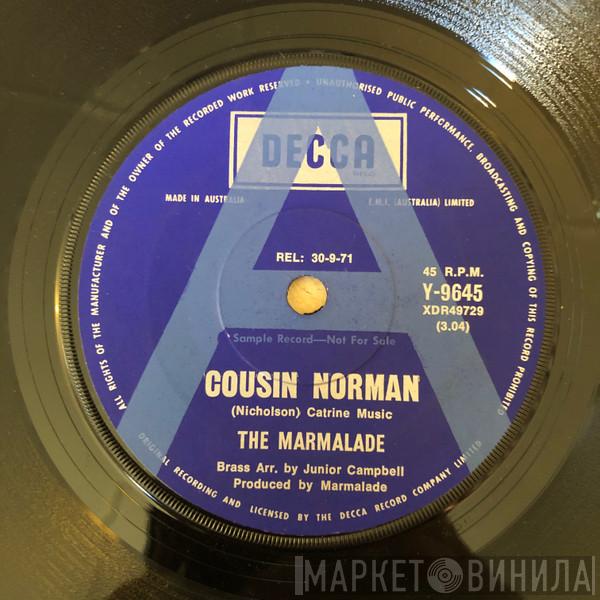 ALL RIGHTS OF THE MANUFACTURER AND OF THE OWNER OF THE RECORDED WORK RESERVED • UNAUTHORISED PUBLIC PERFORMANCE, BROADCASTING AND COPYING OF THIS RECORD PROHIBITED
A
DECCA
MADE IN AUSTRALIA
E.M.I. (AUSTRALIA) LIMITED
REL: 30-9-71
45 R.P.M.
Y-9645
XDR49729
(3.04)
Sample Record—Not For Sale
COUSIN NORMAN
(Nicholson) Catrine Music
THE MARMALADE
Brass Arr. by Junior Campbell
Produced by Marmalade
ORIGINAL RECORDING AND LICENSED BY THE DECCA RECORD COMPANY LIMITED
МАРКЕТ ВИНИЛА